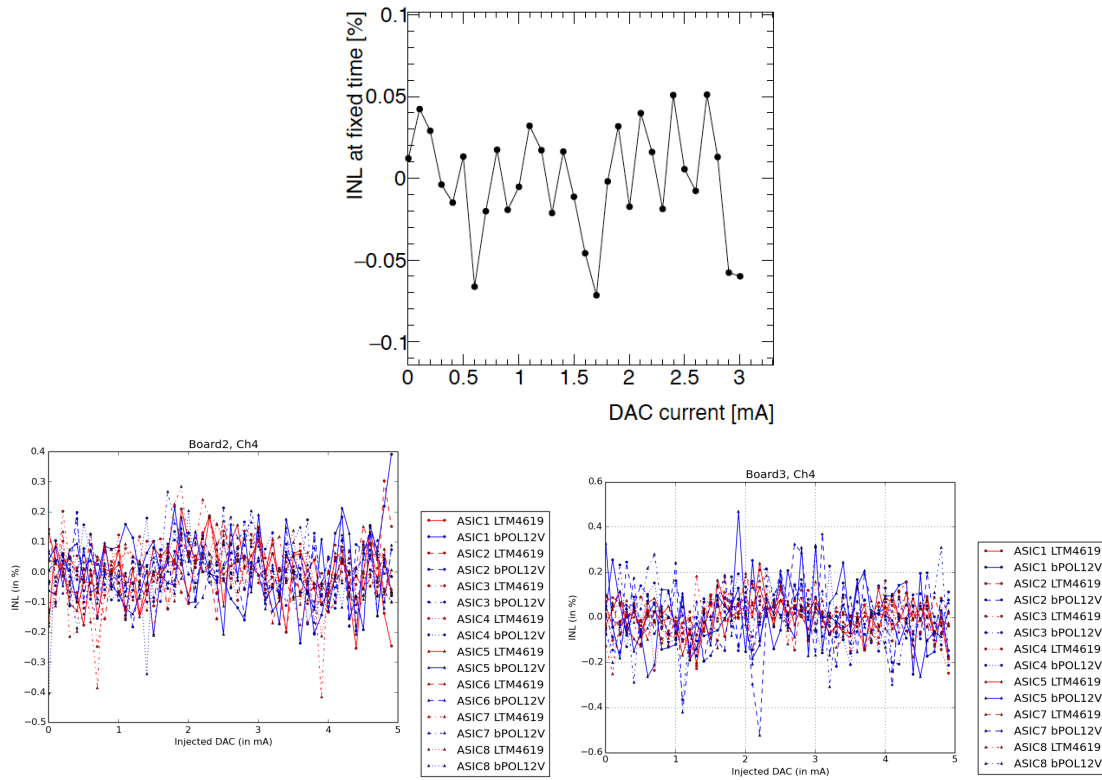 INL at fixed time [%]
0.1
0.05
0
−0.05
−0.1
0 0.5 1 1.5 2 2.5 3
DAC current [mA]
Board2, Ch4
INL (in %)
0.4
0.3
0.2
0.1
0.0
−0.1
−0.2
−0.3
−0.4
−0.5
0 1 2 3 4 5
Injected DAC (in mA)
ASIC1 LTM4619
ASIC1 bPOL12V
ASIC2 LTM4619
ASIC2 bPOL12V
ASIC3 LTM4619
ASIC3 bPOL12V
ASIC4 LTM4619
ASIC4 bPOL12V
ASIC5 LTM4619
ASIC5 bPOL12V
ASIC6 LTM4619
ASIC6 bPOL12V
ASIC7 LTM4619
ASIC7 bPOL12V
ASIC8 LTM4619
ASIC8 bPOL12V
Board3, Ch4
INL (in %)
0.6
0.4
0.2
0.0
−0.2
−0.4
−0.6
0 1 2 3 4 5
Injected DAC (in mA)
ASIC1 LTM4619
ASIC1 bPOL12V
ASIC2 LTM4619
ASIC2 bPOL12V
ASIC3 LTM4619
ASIC3 bPOL12V
ASIC4 LTM4619
ASIC4 bPOL12V
ASIC5 LTM4619
ASIC5 bPOL12V
ASIC7 LTM4619
ASIC7 bPOL12V
ASIC8 LTM4619
ASIC8 bPOL12V